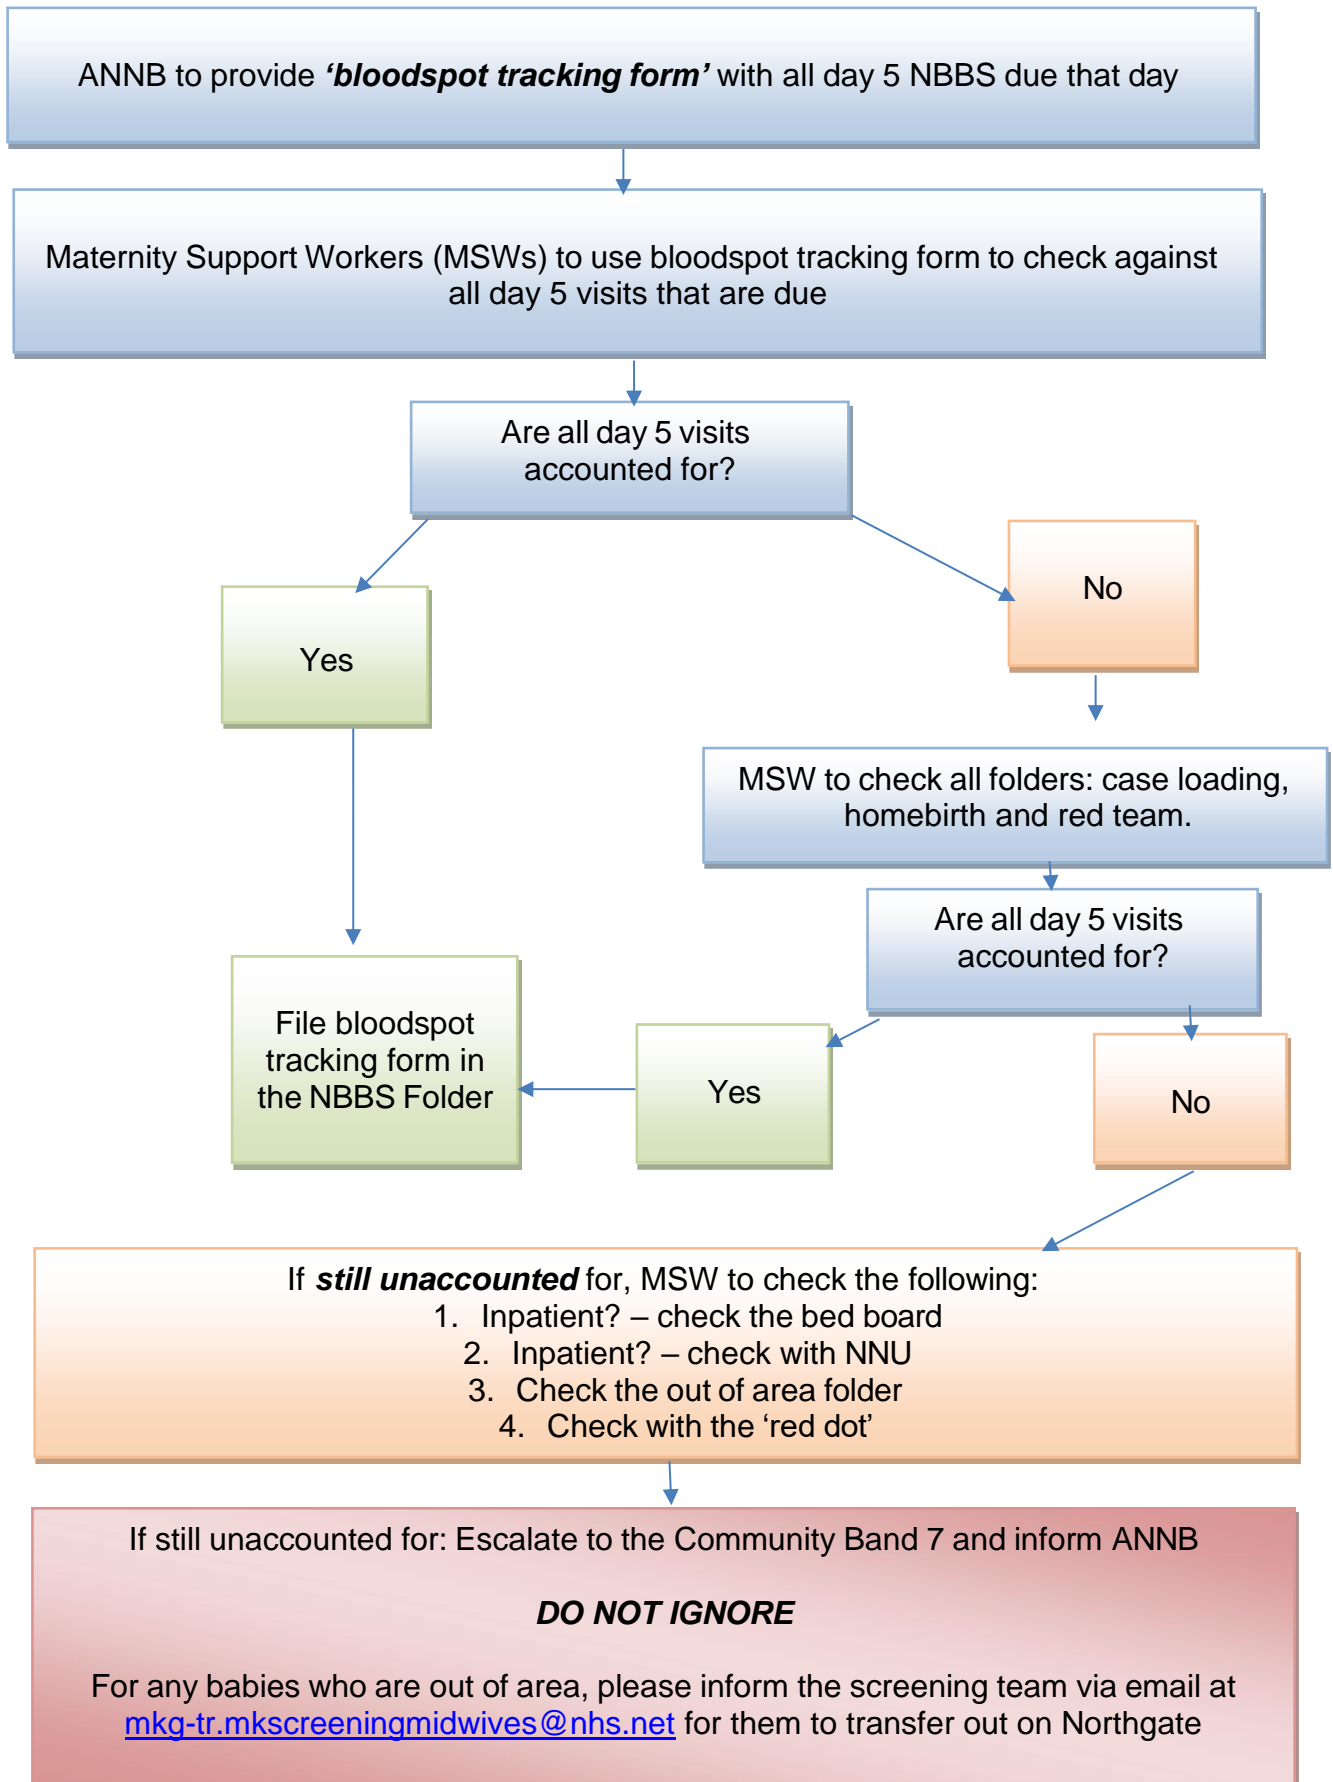 ANNB to provide ‘bloodspot tracking form’ with all day 5 NBBS due that day
Maternity Support Workers (MSWs) to use bloodspot tracking form to check against
all day 5 visits that are due
Are all day 5 visits
accounted for?
No
Yes
MSW to check all folders: case loading,
homebirth and red team.
Are all day 5 visits
accounted for?
File bloodspot
tracking form in
the NBBS Folder
Yes
No
If still unaccounted for, MSW to check the following:
1. Inpatient? – check the bed board
2. Inpatient? – check with NNU
3. Check the out of area folder
4. Check with the ‘red dot’
If still unaccounted for: Escalate to the Community Band 7 and inform ANNB
DO NOT IGNORE
For any babies who are out of area, please inform the screening team via email at
mkg-tr.mkscreeningmidwives@nhs.net for them to transfer out on Northgate